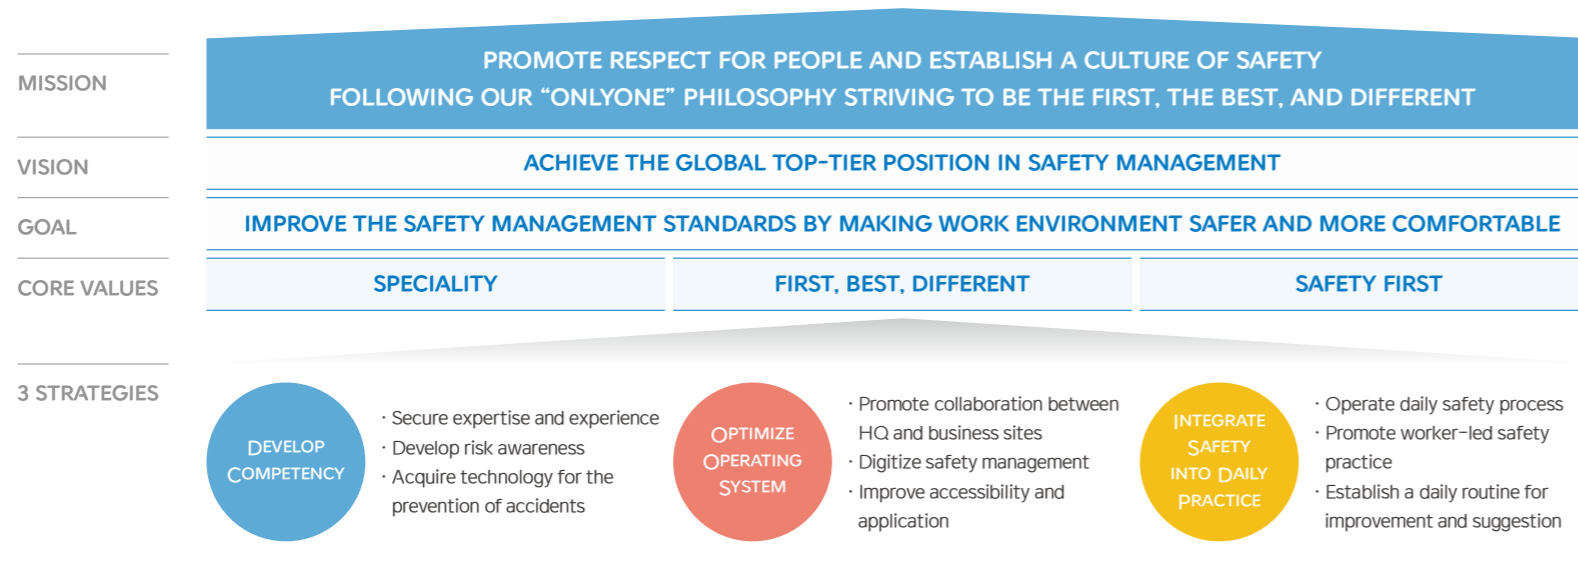 MISSION
PROMOTE RESPECT FOR PEOPLE AND ESTABLISH A CULTURE OF SAFETY
FOLLOWING OUR “ONLYONE” PHILOSOPHY STRIVING TO BE THE FIRST, THE BEST, AND DIFFERENT
VISION
ACHIEVE THE GLOBAL TOP-TIER POSITION IN SAFETY MANAGEMENT
GOAL
IMPROVE THE SAFETY MANAGEMENT STANDARDS BY MAKING WORK ENVIRONMENT SAFER AND MORE COMFORTABLE
CORE VALUES
SPECIALITY
FIRST, BEST, DIFFERENT
SAFETY FIRST
3 STRATEGIES
DEVELOP
COMPETENCY
· Secure expertise and experience
· Develop risk awareness
· Acquire technology for the
prevention of accidents
OPTIMIZE
OPERATING
SYSTEM
· Promote collaboration between
HQ and business sites
· Digitize safety management
· Improve accessibility and
application
INTEGRATE
SAFETY
INTO DAILY
PRACTICE
· Operate daily safety process
· Promote worker-led safety
practice
· Establish a daily routine for
improvement and suggestion